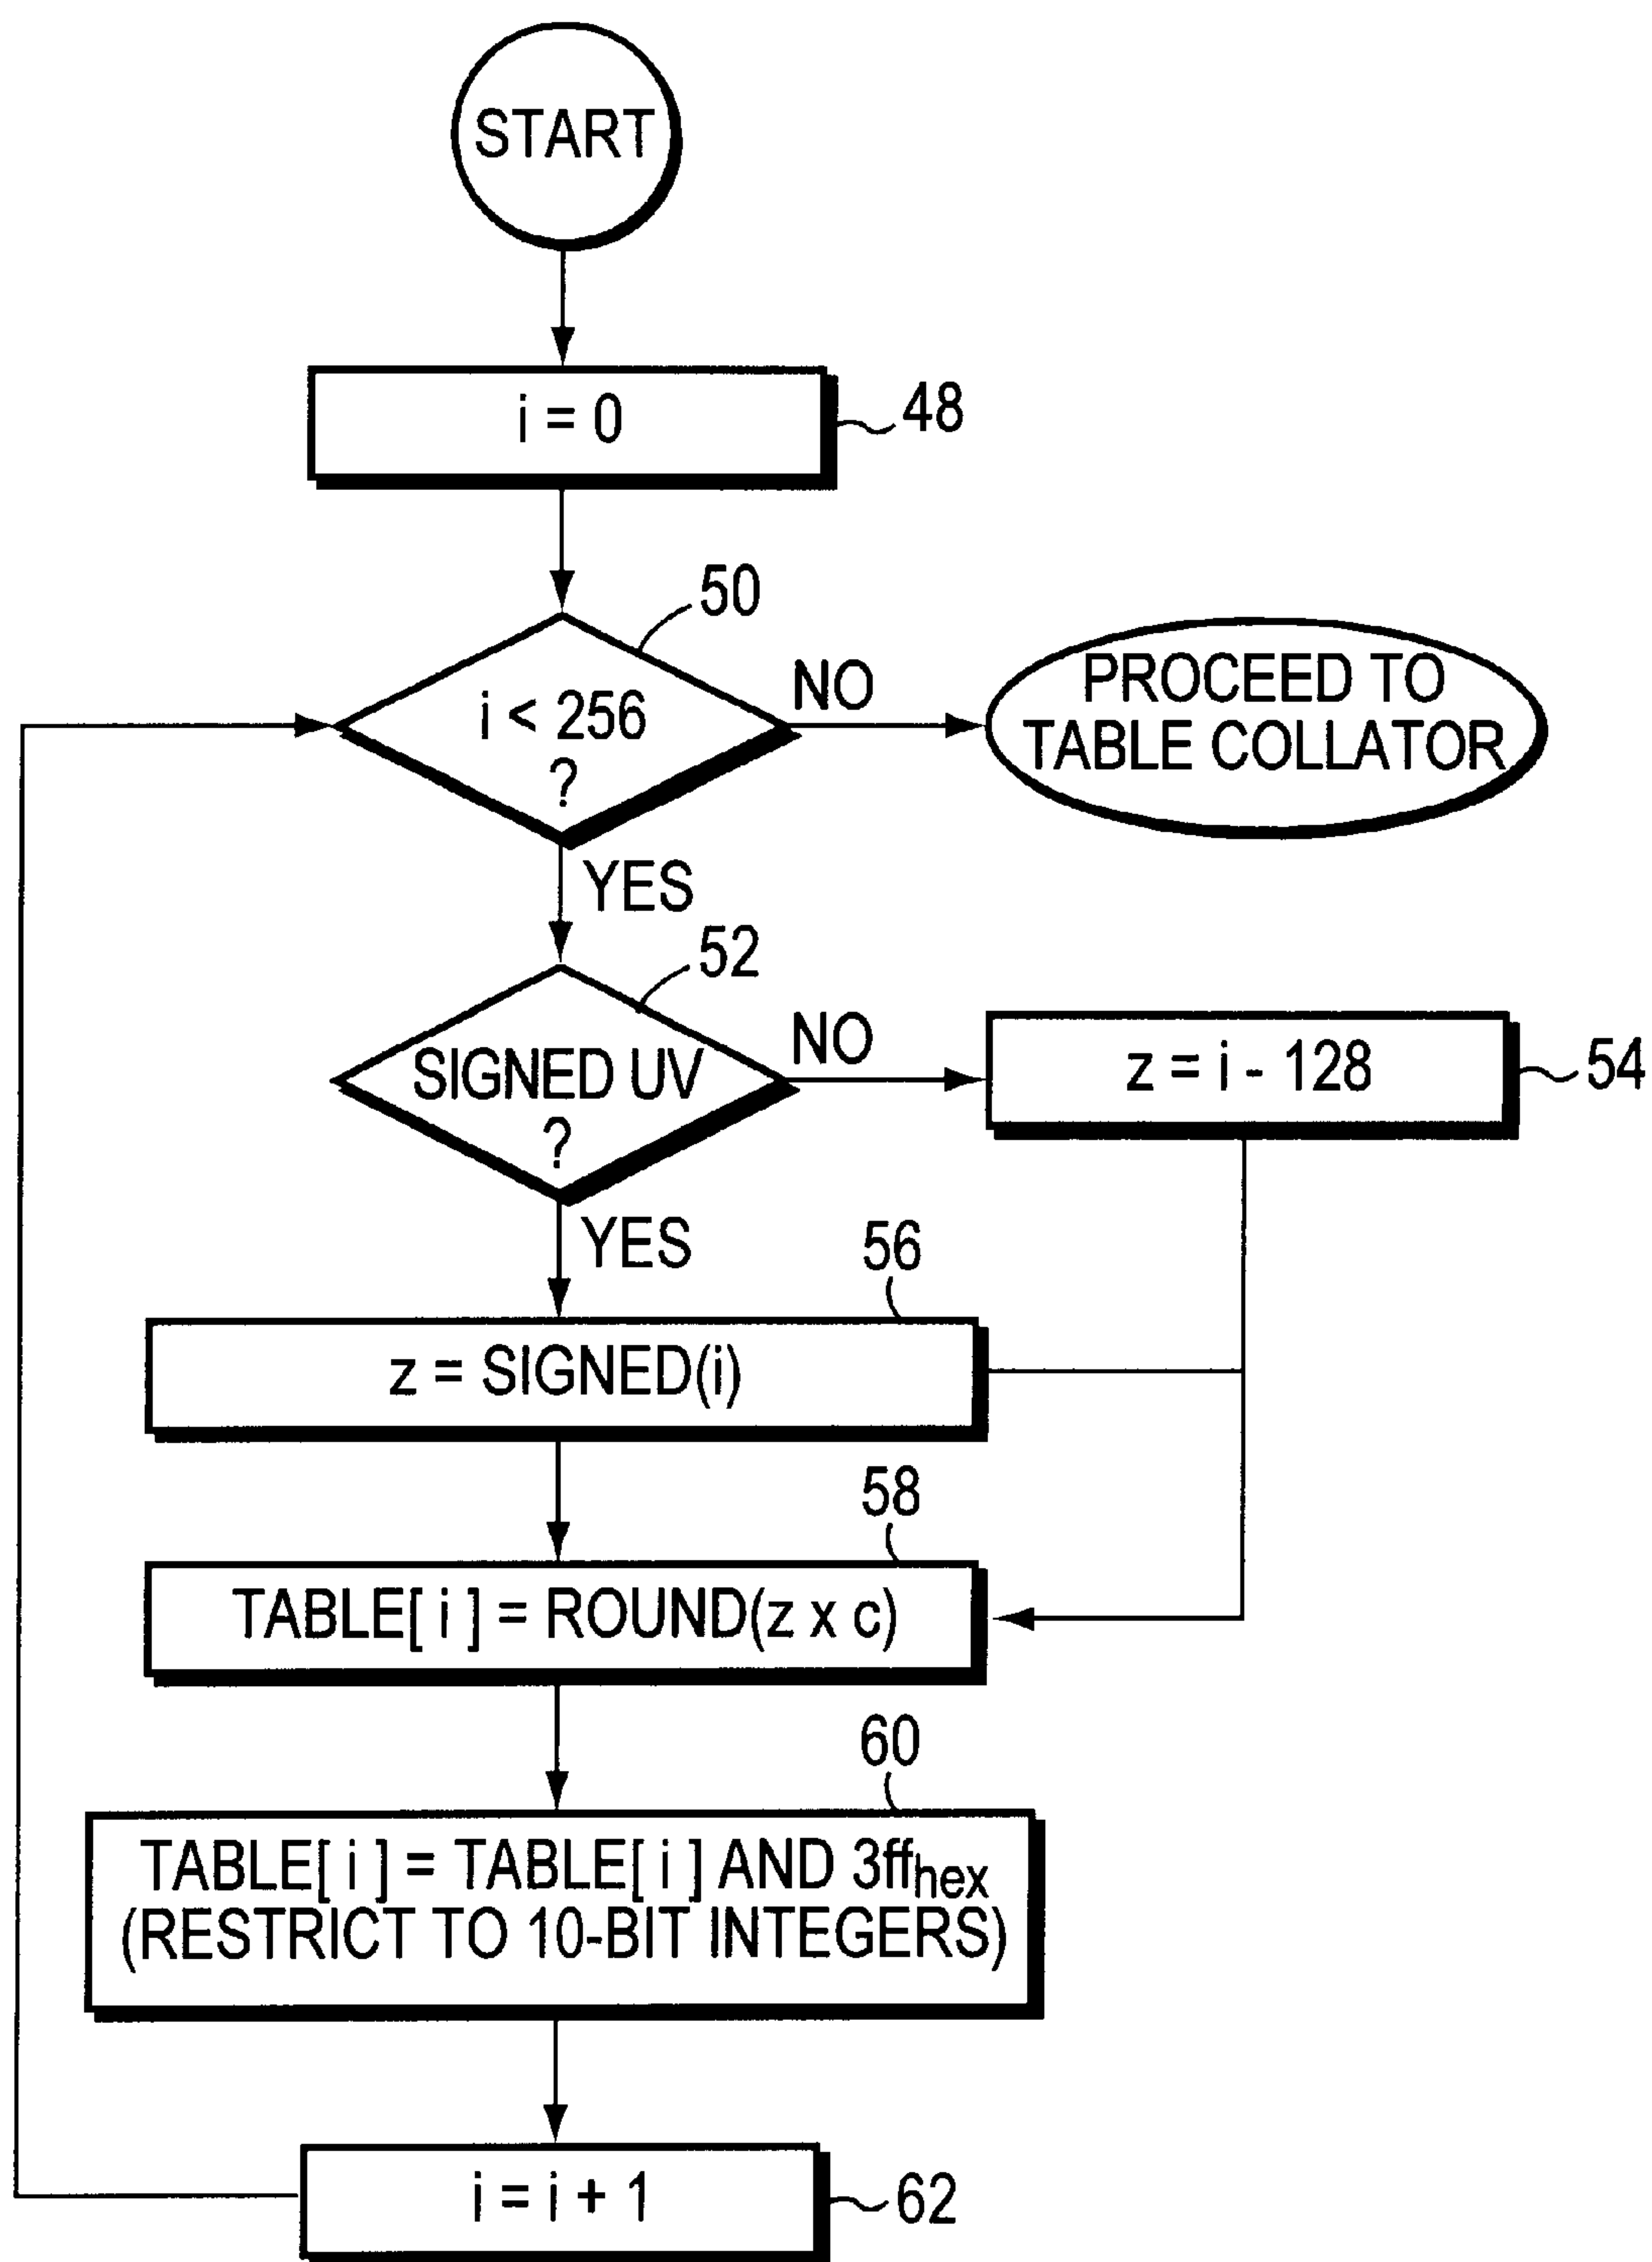 START
i = 0
48
50
i < 256
?
NO
PROCEED TO
TABLE COLLATOR
YES
52
SIGNED UV
?
NO
z = i - 128
54
YES
56
z = SIGNED(i)
58
TABLE[ i ] = ROUND(z x c)
60
TABLE[ i ] = TABLE[ i ] AND 3ffhex
(RESTRICT TO 10-BIT INTEGERS)
i = i + 1
62